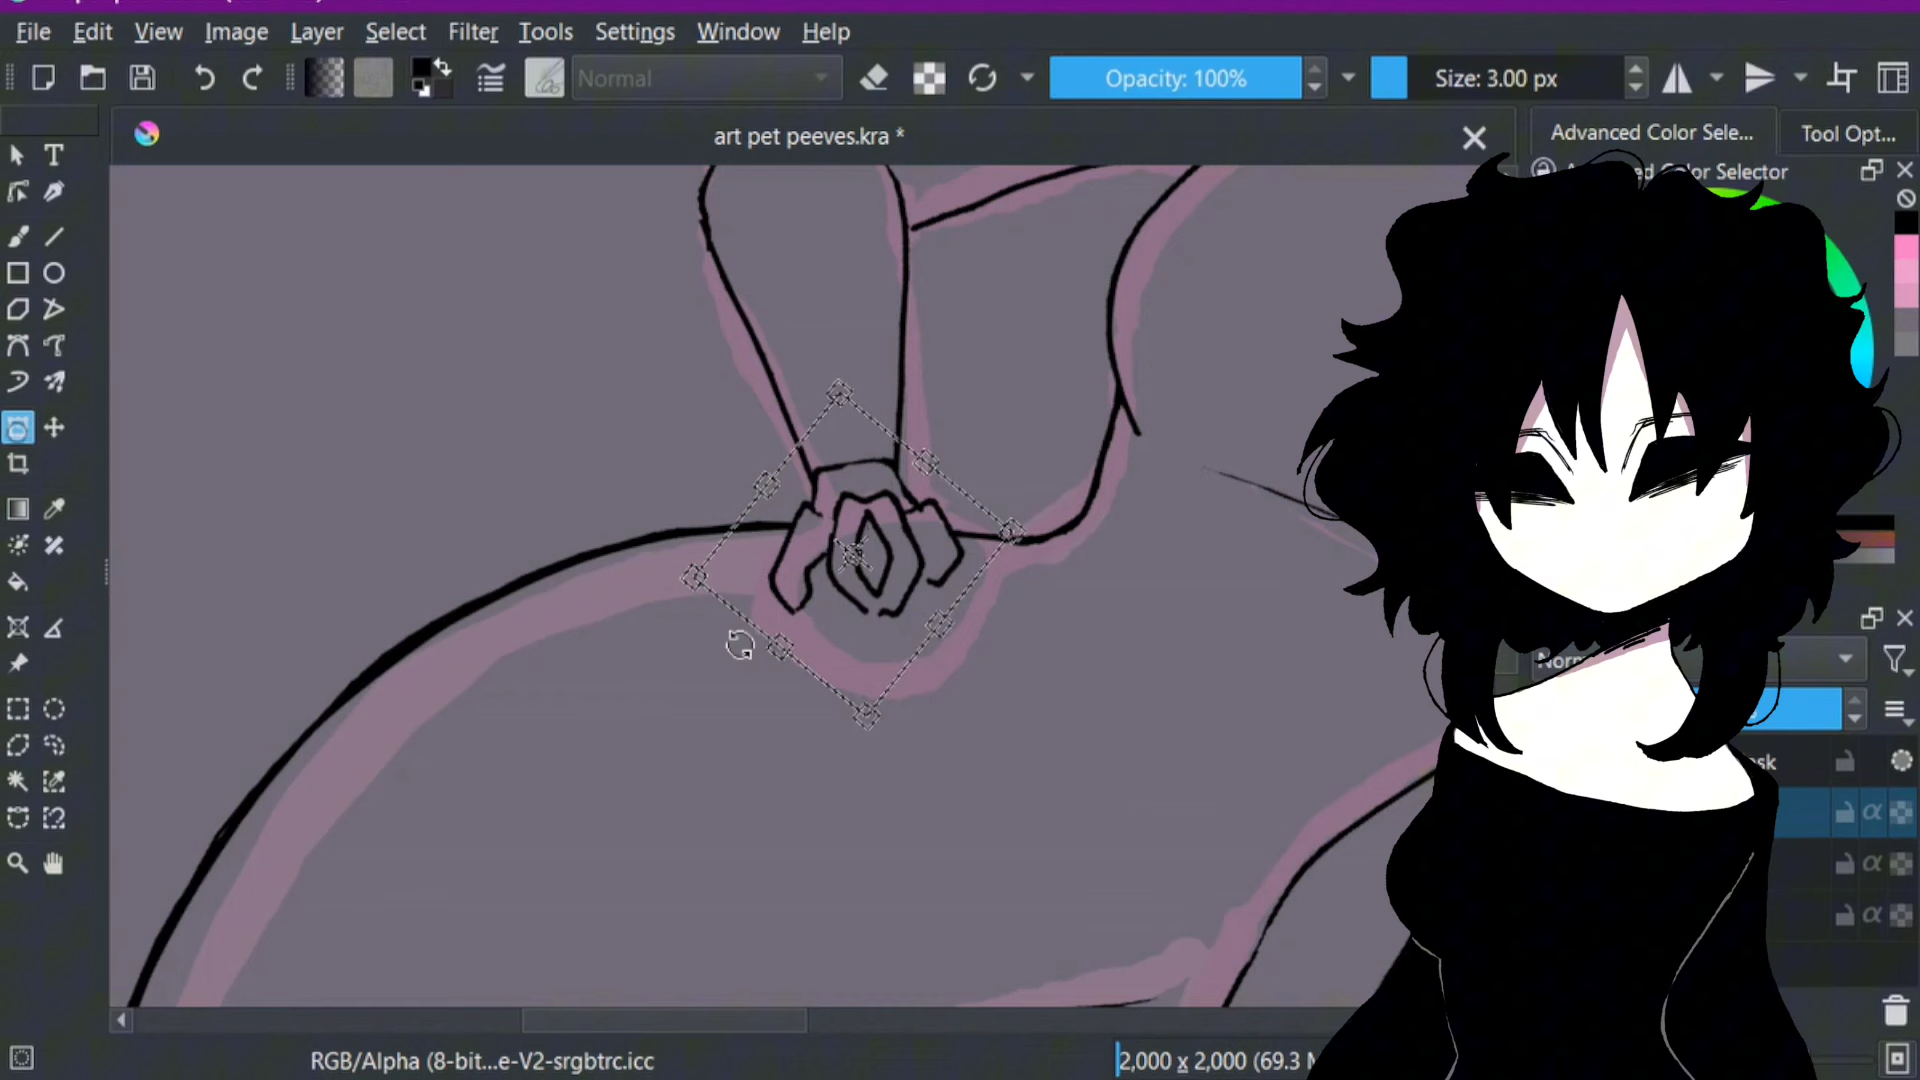 File Edit View Image Layer Select Filter Tools Settings Window Help
Normal
Opacity: 100%
Size: 3.00 px
art pet peeves.kra *
Advanced Color Sele...
Tool Opt...
Selector
T
RGB/Alpha (8-bit...e-V2-srgbtrc.icc
2,000 x 2,000 (69.3